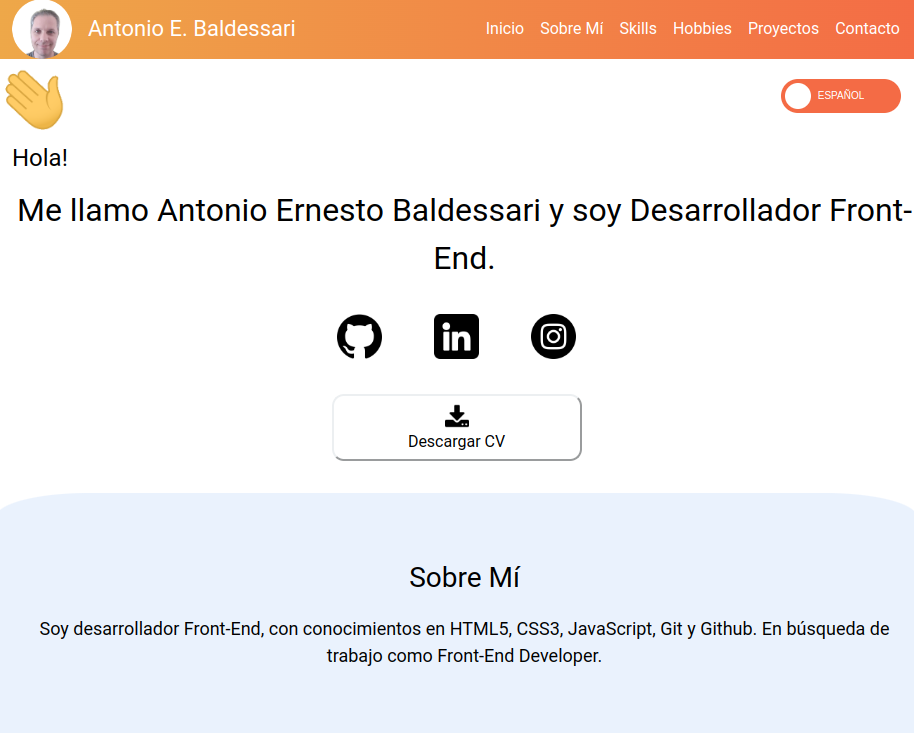 Antonio E. Baldessari
Inicio Sobre Mí Skills Hobbies Proyectos Contacto
ESPAÑOL
Hola!
Me llamo Antonio Ernesto Baldessari y soy Desarrollador Front-
End.
in
Descargar CV
Sobre Mí
Soy desarrollador Front-End, con conocimientos en HTML5, CSS3, JavaScript, Git y Github. En búsqueda de
trabajo como Front-End Developer.